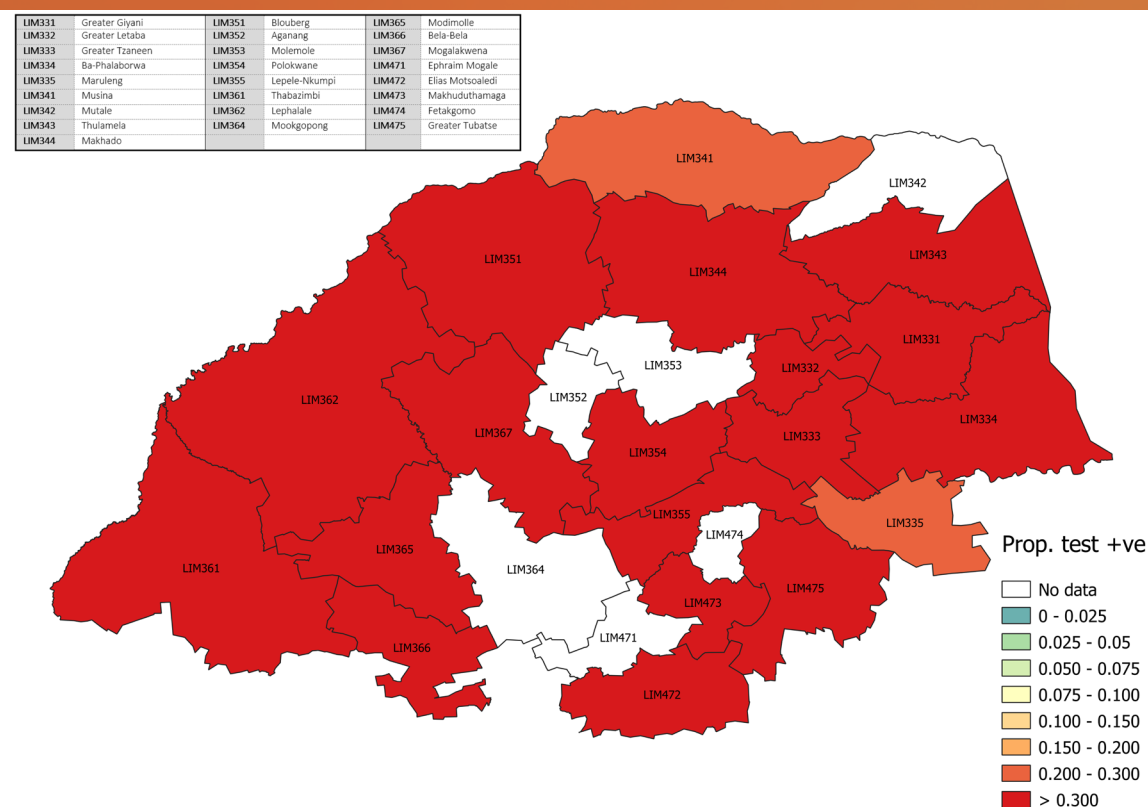 LIM331 Greater Giyani LIM351 Blouberg LIM365 Modimolle
LIM332 Greater Letaba LIM352 Aganang LIM366 Bela-Bela
LIM333 Greater Tzaneen LIM353 Molemole LIM367 Mogalakwena
LIM334 Ba-Phalaborwa LIM354 Polokwane LIM471 Ephraim Mogale
LIM335 Maruleng LIM355 Lepele-Nkumpi LIM472 Elias Motsoaledi
LIM341 Musina LIM361 Thabazimbi LIM473 Makhuduthamaga
LIM342 Mutale LIM362 Lephalale LIM474 Fetakgomo
LIM343 Thulamela LIM364 Mookgopong LIM475 Greater Tubatse
LIM344 Makhado
LIM341
LIM342
LIM343
LIM351
LIM344
LIM331
LIM353
LIM332
LIM352
LIM362
LIM334
LIM367
LIM333
LIM354
LIM355
LIM335
LIM474
LIM365
LIM361
LIM364
LIM475
LIM473
LIM471
LIM366
LIM472
Prop. test +ve
No data
0 - 0.025
0.025 - 0.05
0.050 - 0.075
0.075 - 0.100
0.100 - 0.150
0.150 - 0.200
0.200 - 0.300
> 0.300